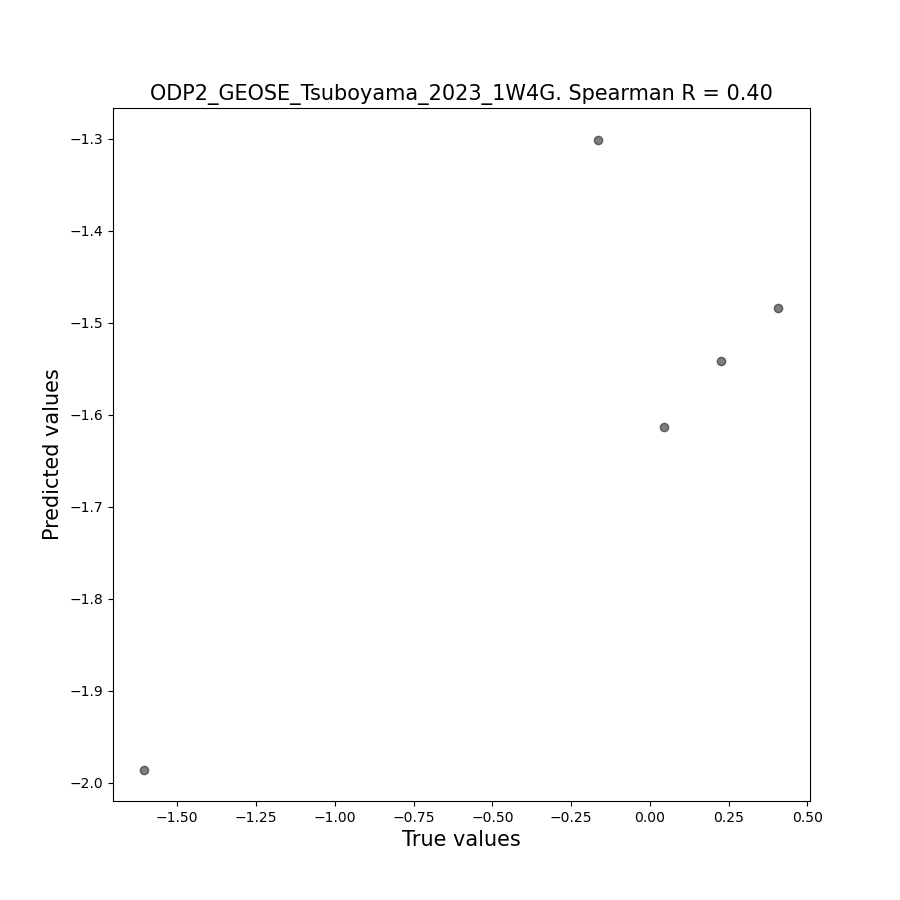 ODP2_GEOSE_Tsuboyama_2023_1W4G. Spearman R = 0.40
−1.3
−1.4
−1.5
−1.6
−1.7
−1.8
−1.9
−2.0
Predicted values
−1.50 −1.25 −1.00 −0.75 −0.50 −0.25 0.00 0.25 0.50
True values